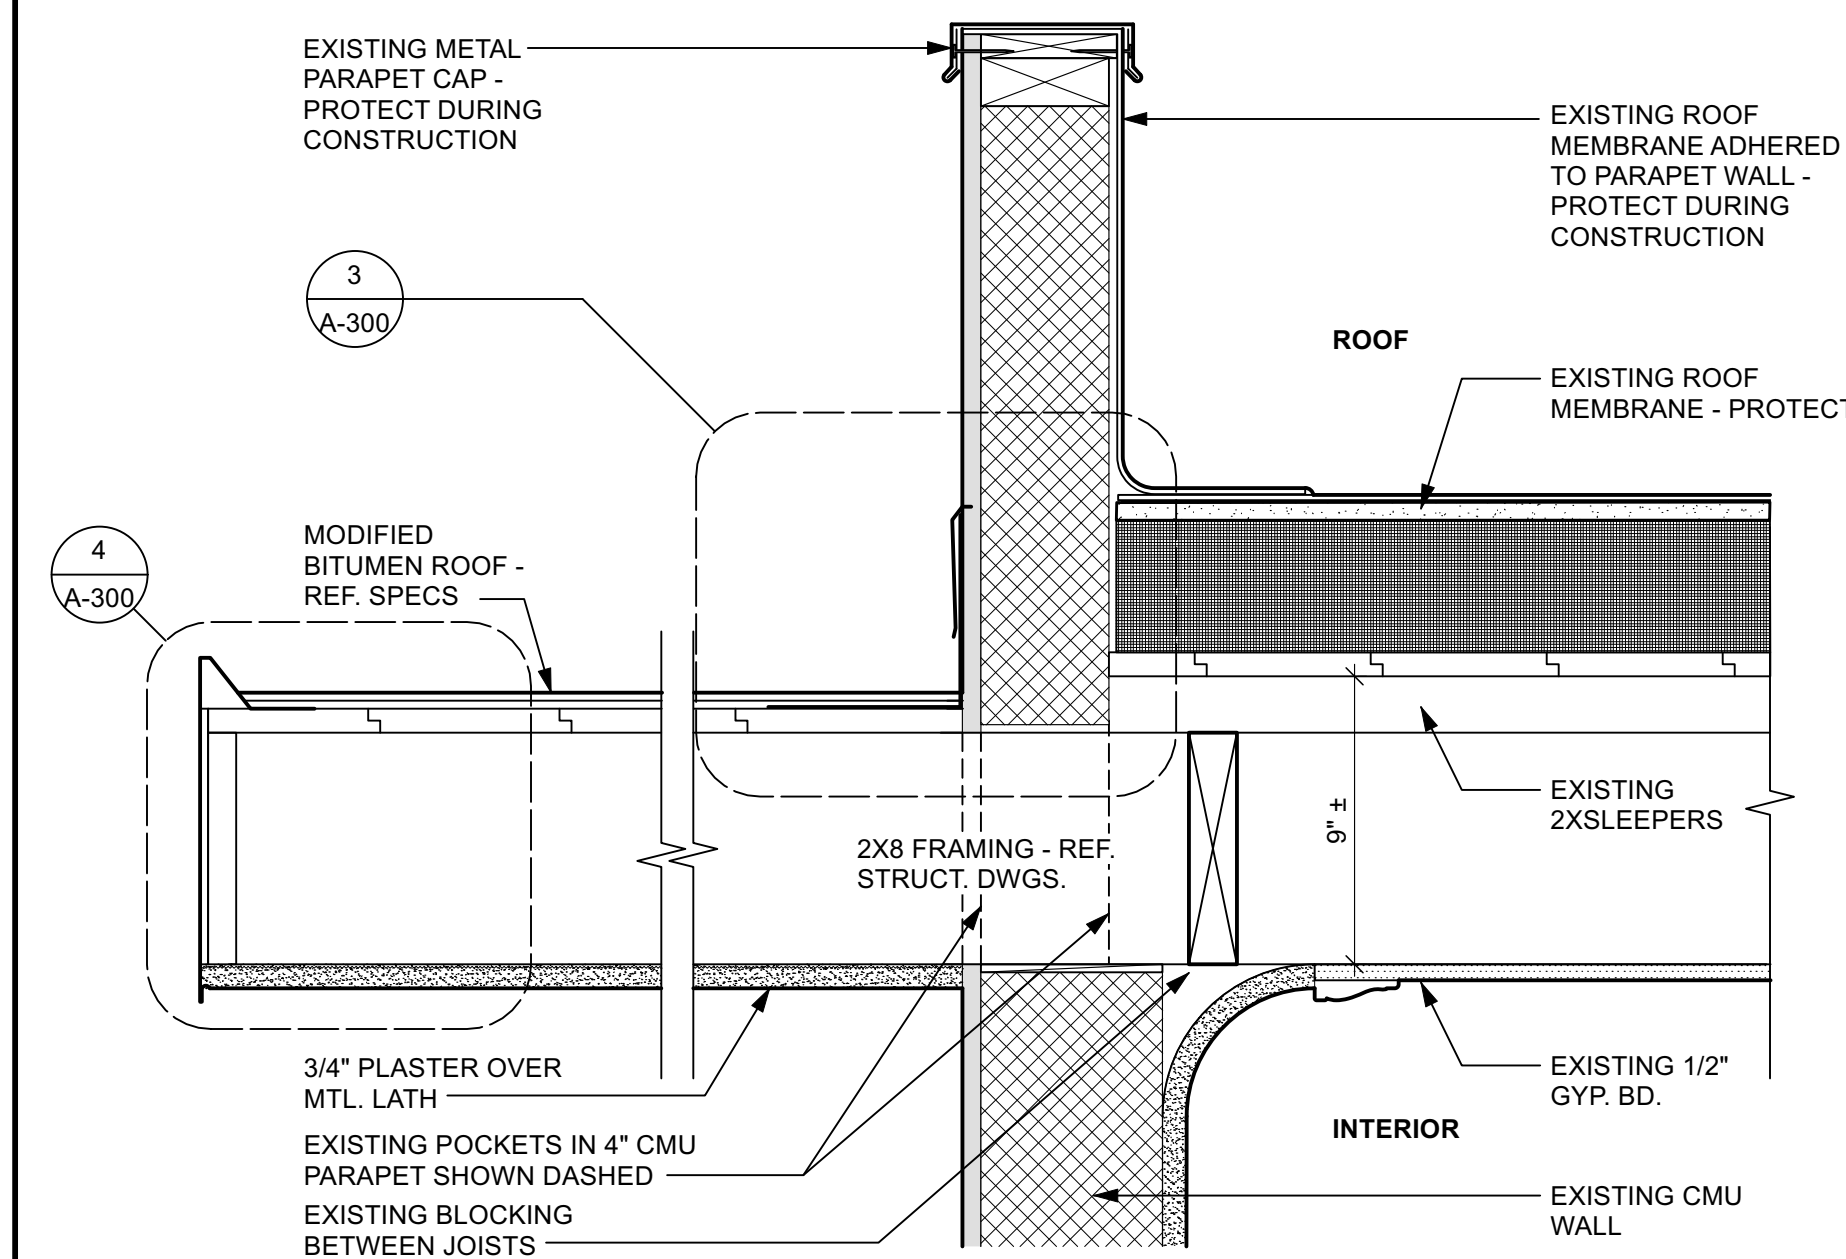 EXISTING METAL
PARAPET CAP -
PROTECT DURING
CONSTRUCTION
EXISTING ROOF
MEMBRANE ADHERED
TO PARAPET WALL -
PROTECT DURING
CONSTRUCTION
3
A-300
ROOF
EXISTING ROOF
MEMBRANE - PROTECT
4
A-300
MODIFIED
BITUMEN ROOF -
REF. SPECS
EXISTING
2XSLEEPERS
9" ±
2X8 FRAMING - REF.
STRUCT. DWGS.
3/4" PLASTER OVER
MTL. LATH
EXISTING 1/2"
GYP. BD.
INTERIOR
EXISTING POCKETS IN 4" CMU
PARAPET SHOWN DASHED
EXISTING CMU
WALL
EXISTING BLOCKING
BETWEEN JOISTS